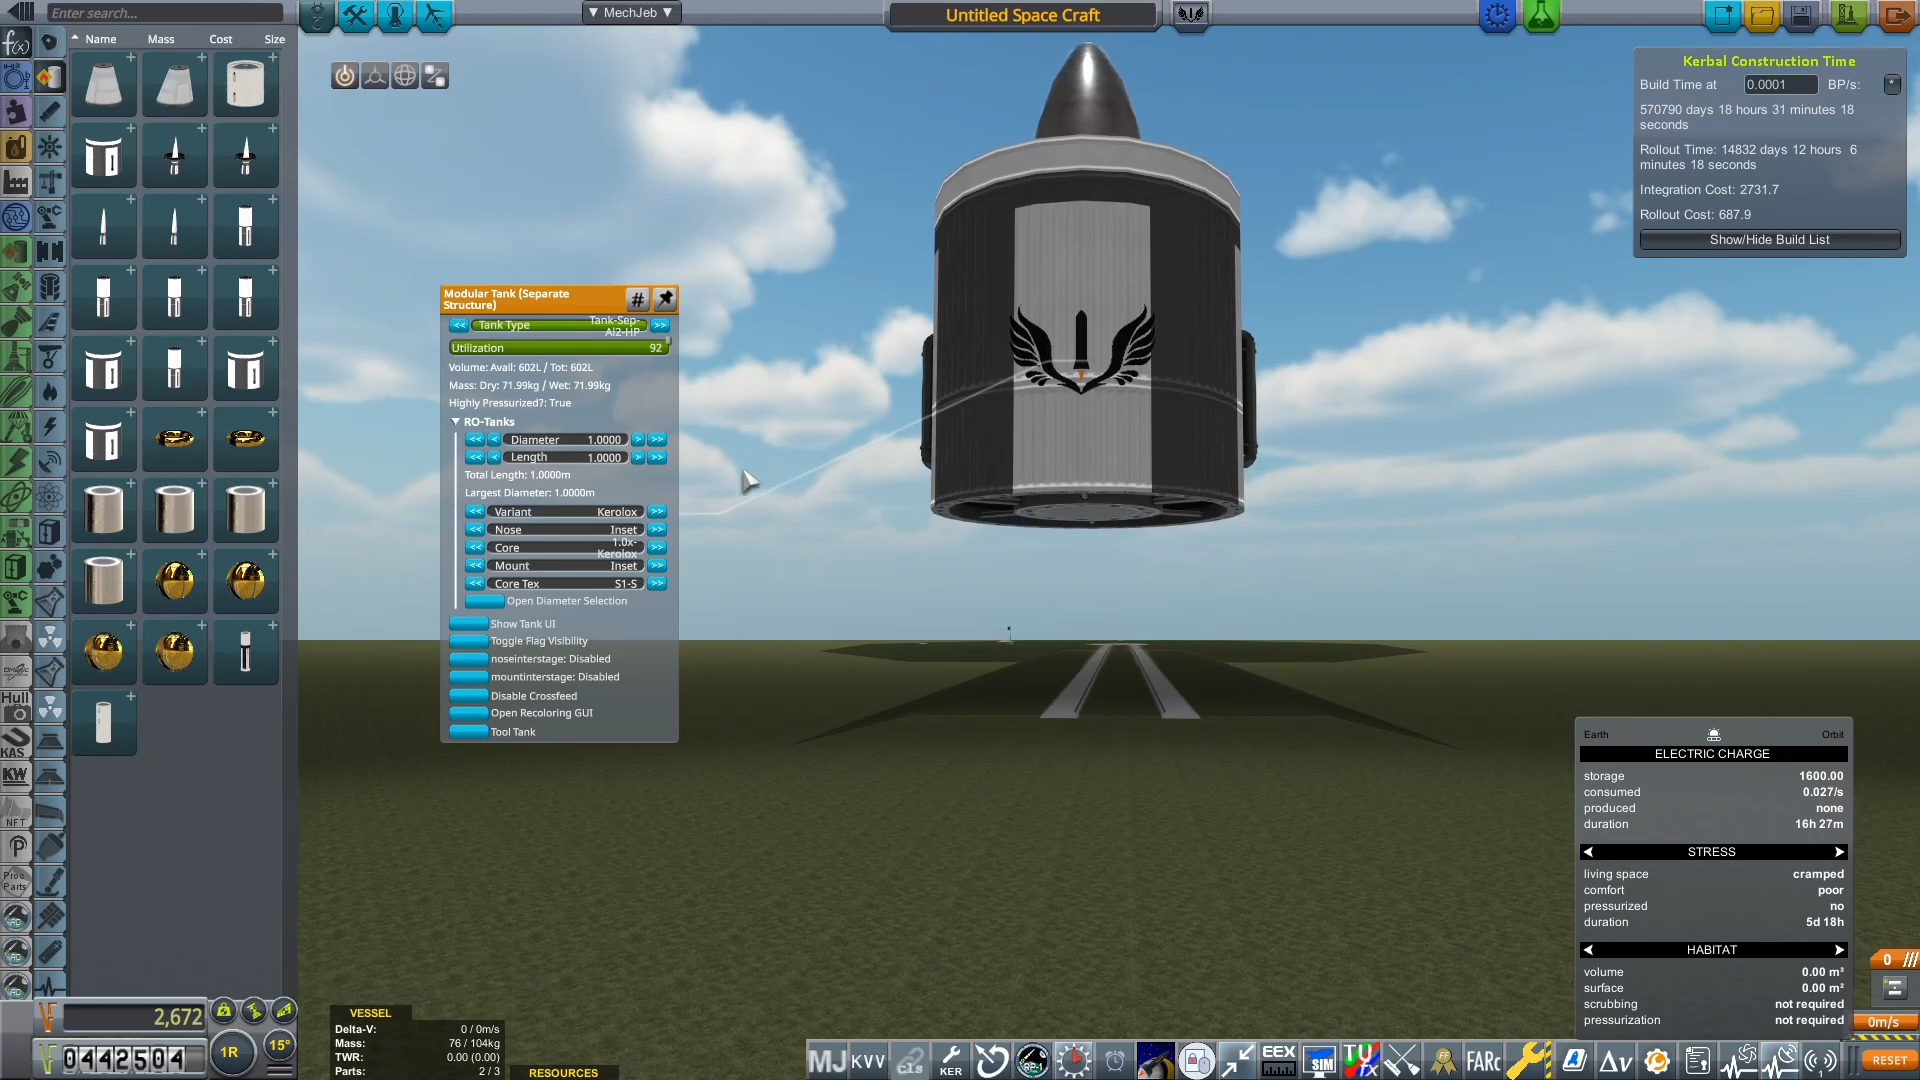 Enter search...
▼ MechJeb ▼
Untitled Space Craft
Name Mass Cost Size
Kerbal Construction Time
Build Time at 0.0001 BP/s: *
570790 days 18 hours 31 minutes 18
seconds
Rollout Time: 14832 days 12 hours 6
minutes 18 seconds
Integration Cost: 2731.7
Rollout Cost: 687.9
Show/Hide Build List
Modular Tank (Separate
Structure)
#
<< Tank Type Tank-Sep-
Al2-HP >>
Utilization 92
Volume: Avail: 602L / Tot: 602L
Mass: Dry: 71.99kg / Wet: 71.99kg
Highly Pressurized?: True
▼ RO-Tanks
<< < Diameter 1.0000 > >>
<< < Length 1.0000 > >>
Total Length: 1.0000m
Largest Diameter: 1.0000m
<< Variant Kerolox >>
<< Nose Inset >>
<< Core 1.0x-
Kerolox >>
<< Mount Inset >>
<< Core Tex S1-S >>
Open Diameter Selection
Show Tank UI
Toggle Flag Visibility
noseinterstage: Disabled
mountinterstage: Disabled
Disable Crossfeed
Open Recoloring GUI
Tool Tank
f(x)
Hull
KAS
KW
NFT
P
Proc
Parts
2,672
0442504
1R
15°
VESSEL
Delta-V: 0 / 0m/s
Mass: 76 / 104kg
TWR: 0.00 (0.00)
Parts: 2 / 3
RESOURCES
Earth Orbit
ELECTRIC CHARGE
storage 1600.00
consumed 0.027/s
produced none
duration 16h 27m
STRESS
living space cramped
comfort poor
pressurized no
duration 5d 18h
HABITAT
volume 0.00 m³
surface 0.00 m²
scrubbing not required
pressurization not required
0
0m/s
MJ KVV cls KER RP-1 EEX SIM TU fx FF FARc Δv
RESET